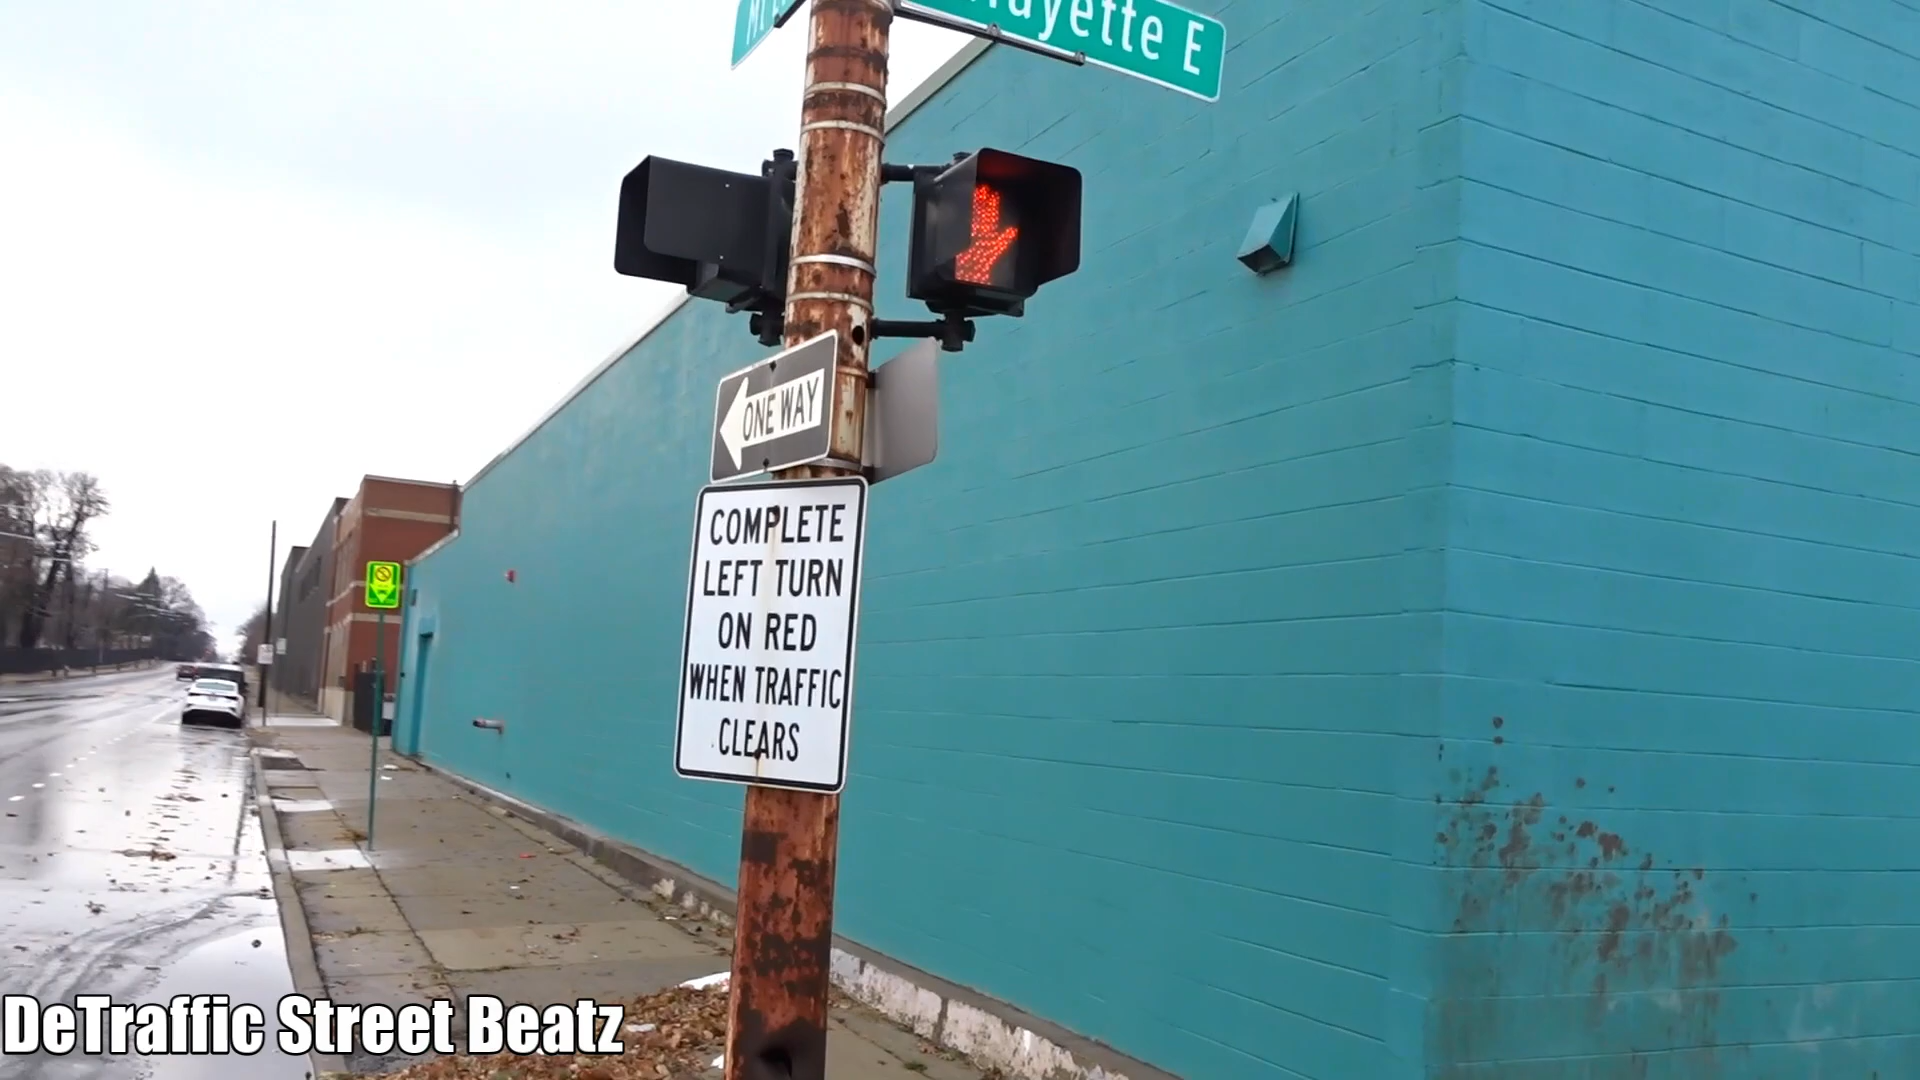 ayette E
ONE WAY
COMPLETE
LEFT TURN
ON RED
WHEN TRAFFIC
CLEARS
DeTraffic Street Beatz